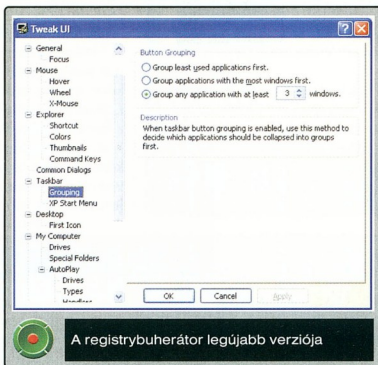 Tweak UI
General
Focus
Mouse
Hover
Wheel
X-Mouse
Explorer
Shortcut
Colors
Thumbnails
Command Keys
Common Dialogs
Taskbar
Grouping
XP Start Menu
Desktop
First Icon
My Computer
Drives
Special Folders
AutoPlay
Drives
Types
Handlers
Button Grouping
Group least used applications first.
Group applications with the most windows first.
Group any application with at least 3 windows.
Description
When taskbar button grouping is enabled, use this method to
decide which applications should be collapsed into groups
first.
OK Cancel Apply
A registrybuherátor legújabb verziója